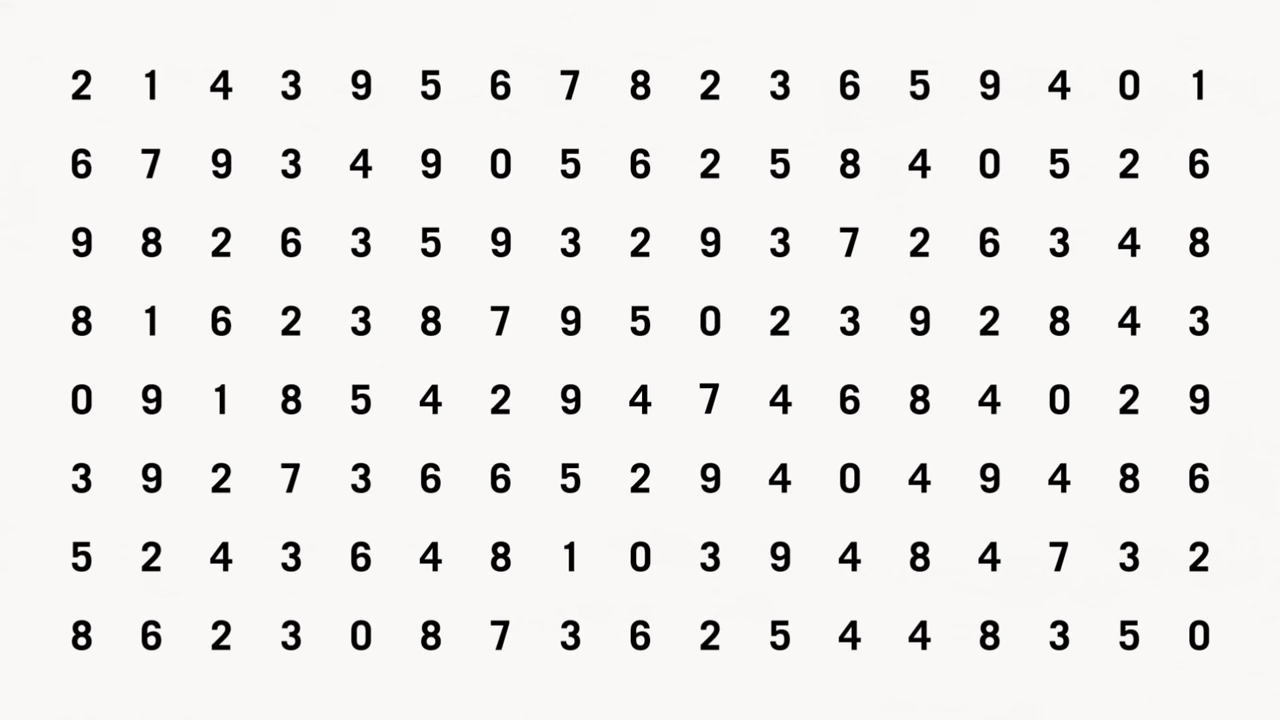 2 1 4 3 9 5 6 7 8 2 3 6 5 9 4 0 1
6 7 9 3 4 9 0 5 6 2 5 8 4 0 5 2 6
9 8 2 6 3 5 9 3 2 9 3 7 2 6 3 4 8
8 1 6 2 3 8 7 9 5 0 2 3 9 2 8 4 3
0 9 1 8 5 4 2 9 4 7 4 6 8 4 0 2 9
3 9 2 7 3 6 6 5 2 9 4 0 4 9 4 8 6
5 2 4 3 6 4 8 1 0 3 9 4 8 4 7 3 2
8 6 2 3 0 8 7 3 6 2 5 4 4 8 3 5 0